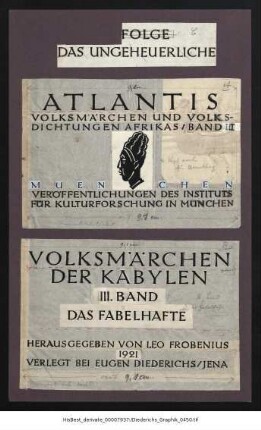 FOLGE
DAS UNGEHEUERLICHE
ATLANTIS
VOLKSMÄRCHEN UND VOLKS-
DICHTUNGEN AFRIKAS / BAND III
MUENCHEN
VERÖFFENTLICHUNGEN DES INSTITUTS
FÜR KULTURFORSCHUNG IN MÜNCHEN
VOLKSMÄRCHEN
DER KABYLEN
III. BAND
DAS FABELHAFTE
HERAUSGEGEBEN VON LEO FROBENIUS
1921
VERLEGT BEI EUGEN DIEDERICHS / JENA